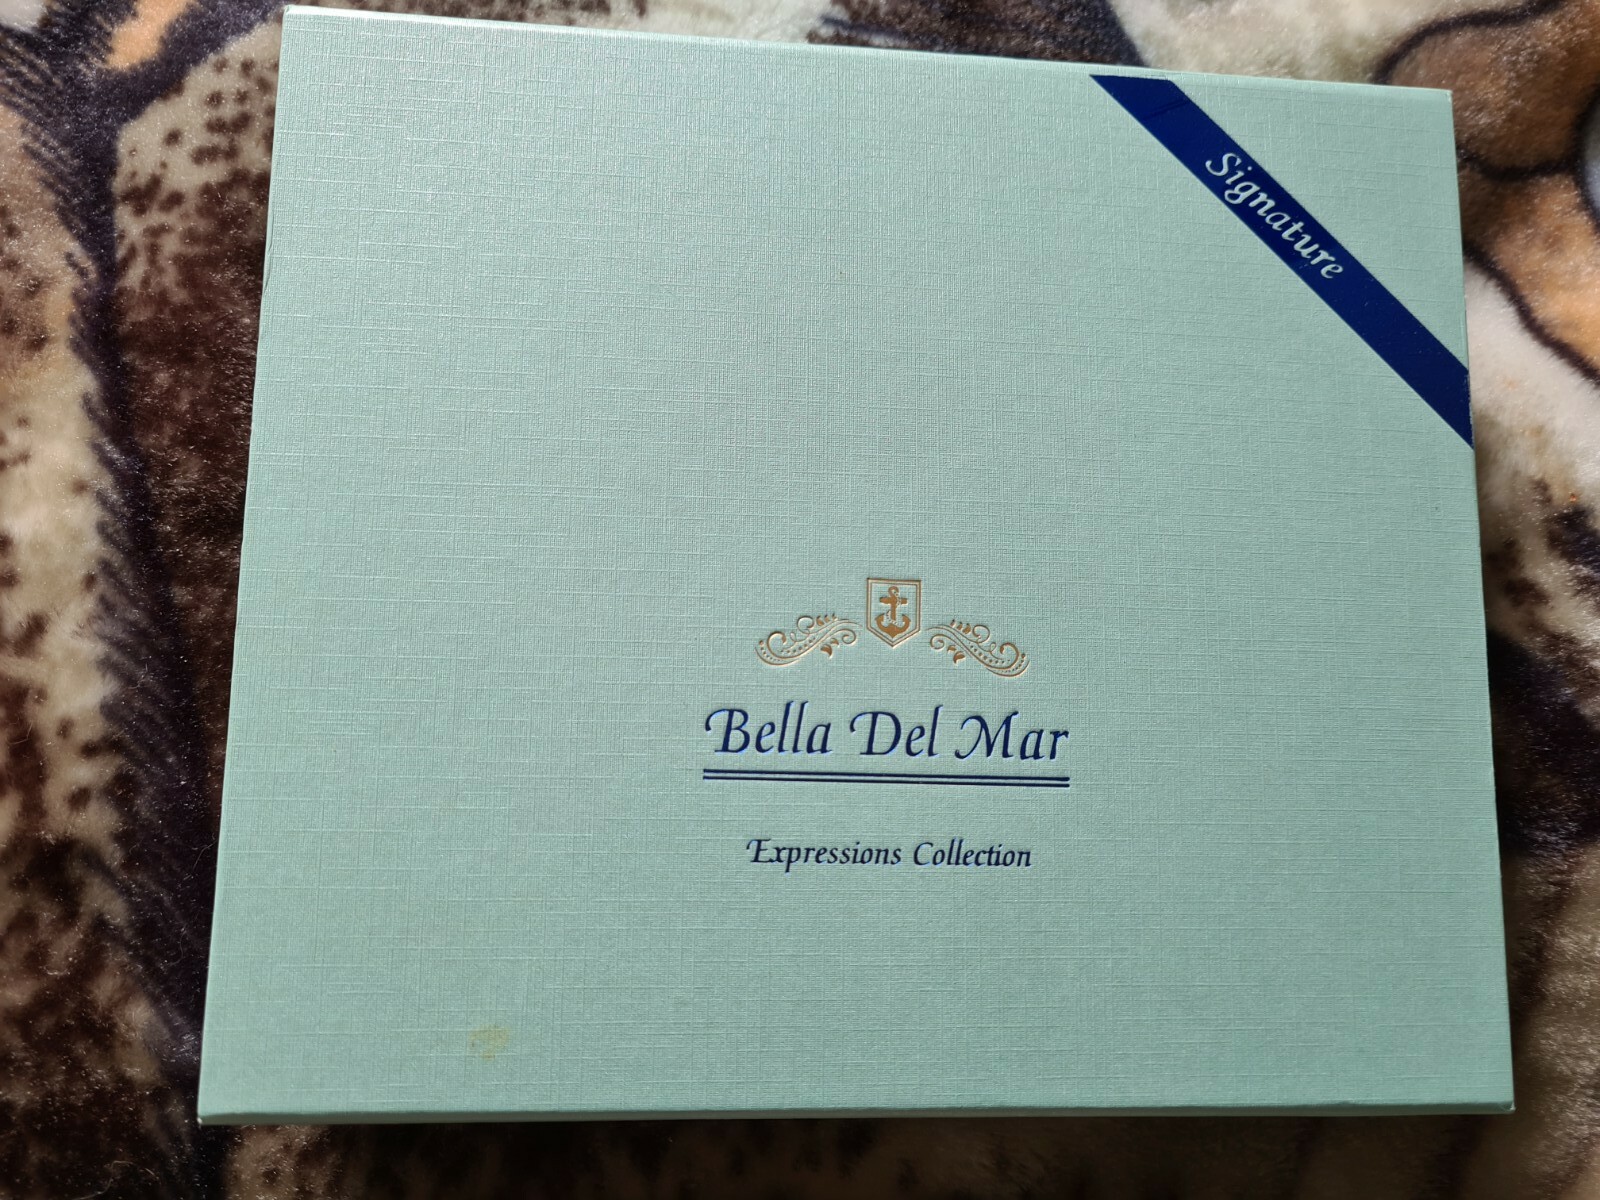 Signature
Bella Del Mar
Expressions Collection